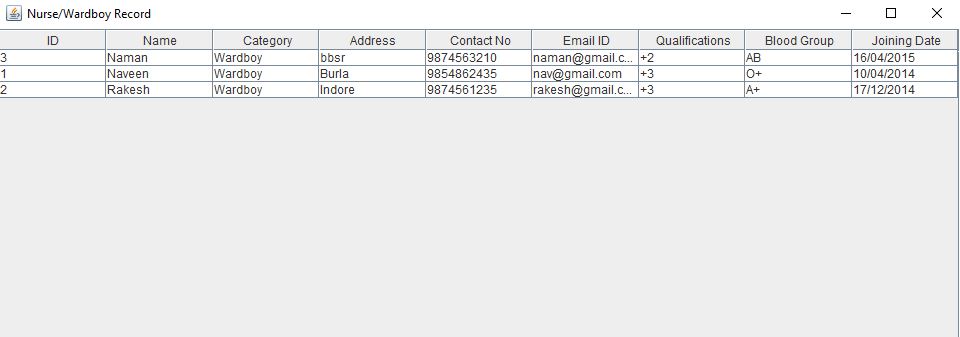 Nurse/Wardboy Record
ID Name Category Address Contact No Email ID Qualifications Blood Group Joining Date
3 Naman Wardboy bbsr 9874563210 naman@gmail.c... +2 AB 16/04/2015
1 Naveen Wardboy Burla 9854862435 nav@gmail.com +3 O+ 10/04/2014
2 Rakesh Wardboy Indore 9874561235 rakesh@gmail.c... +3 A+ 17/12/2014